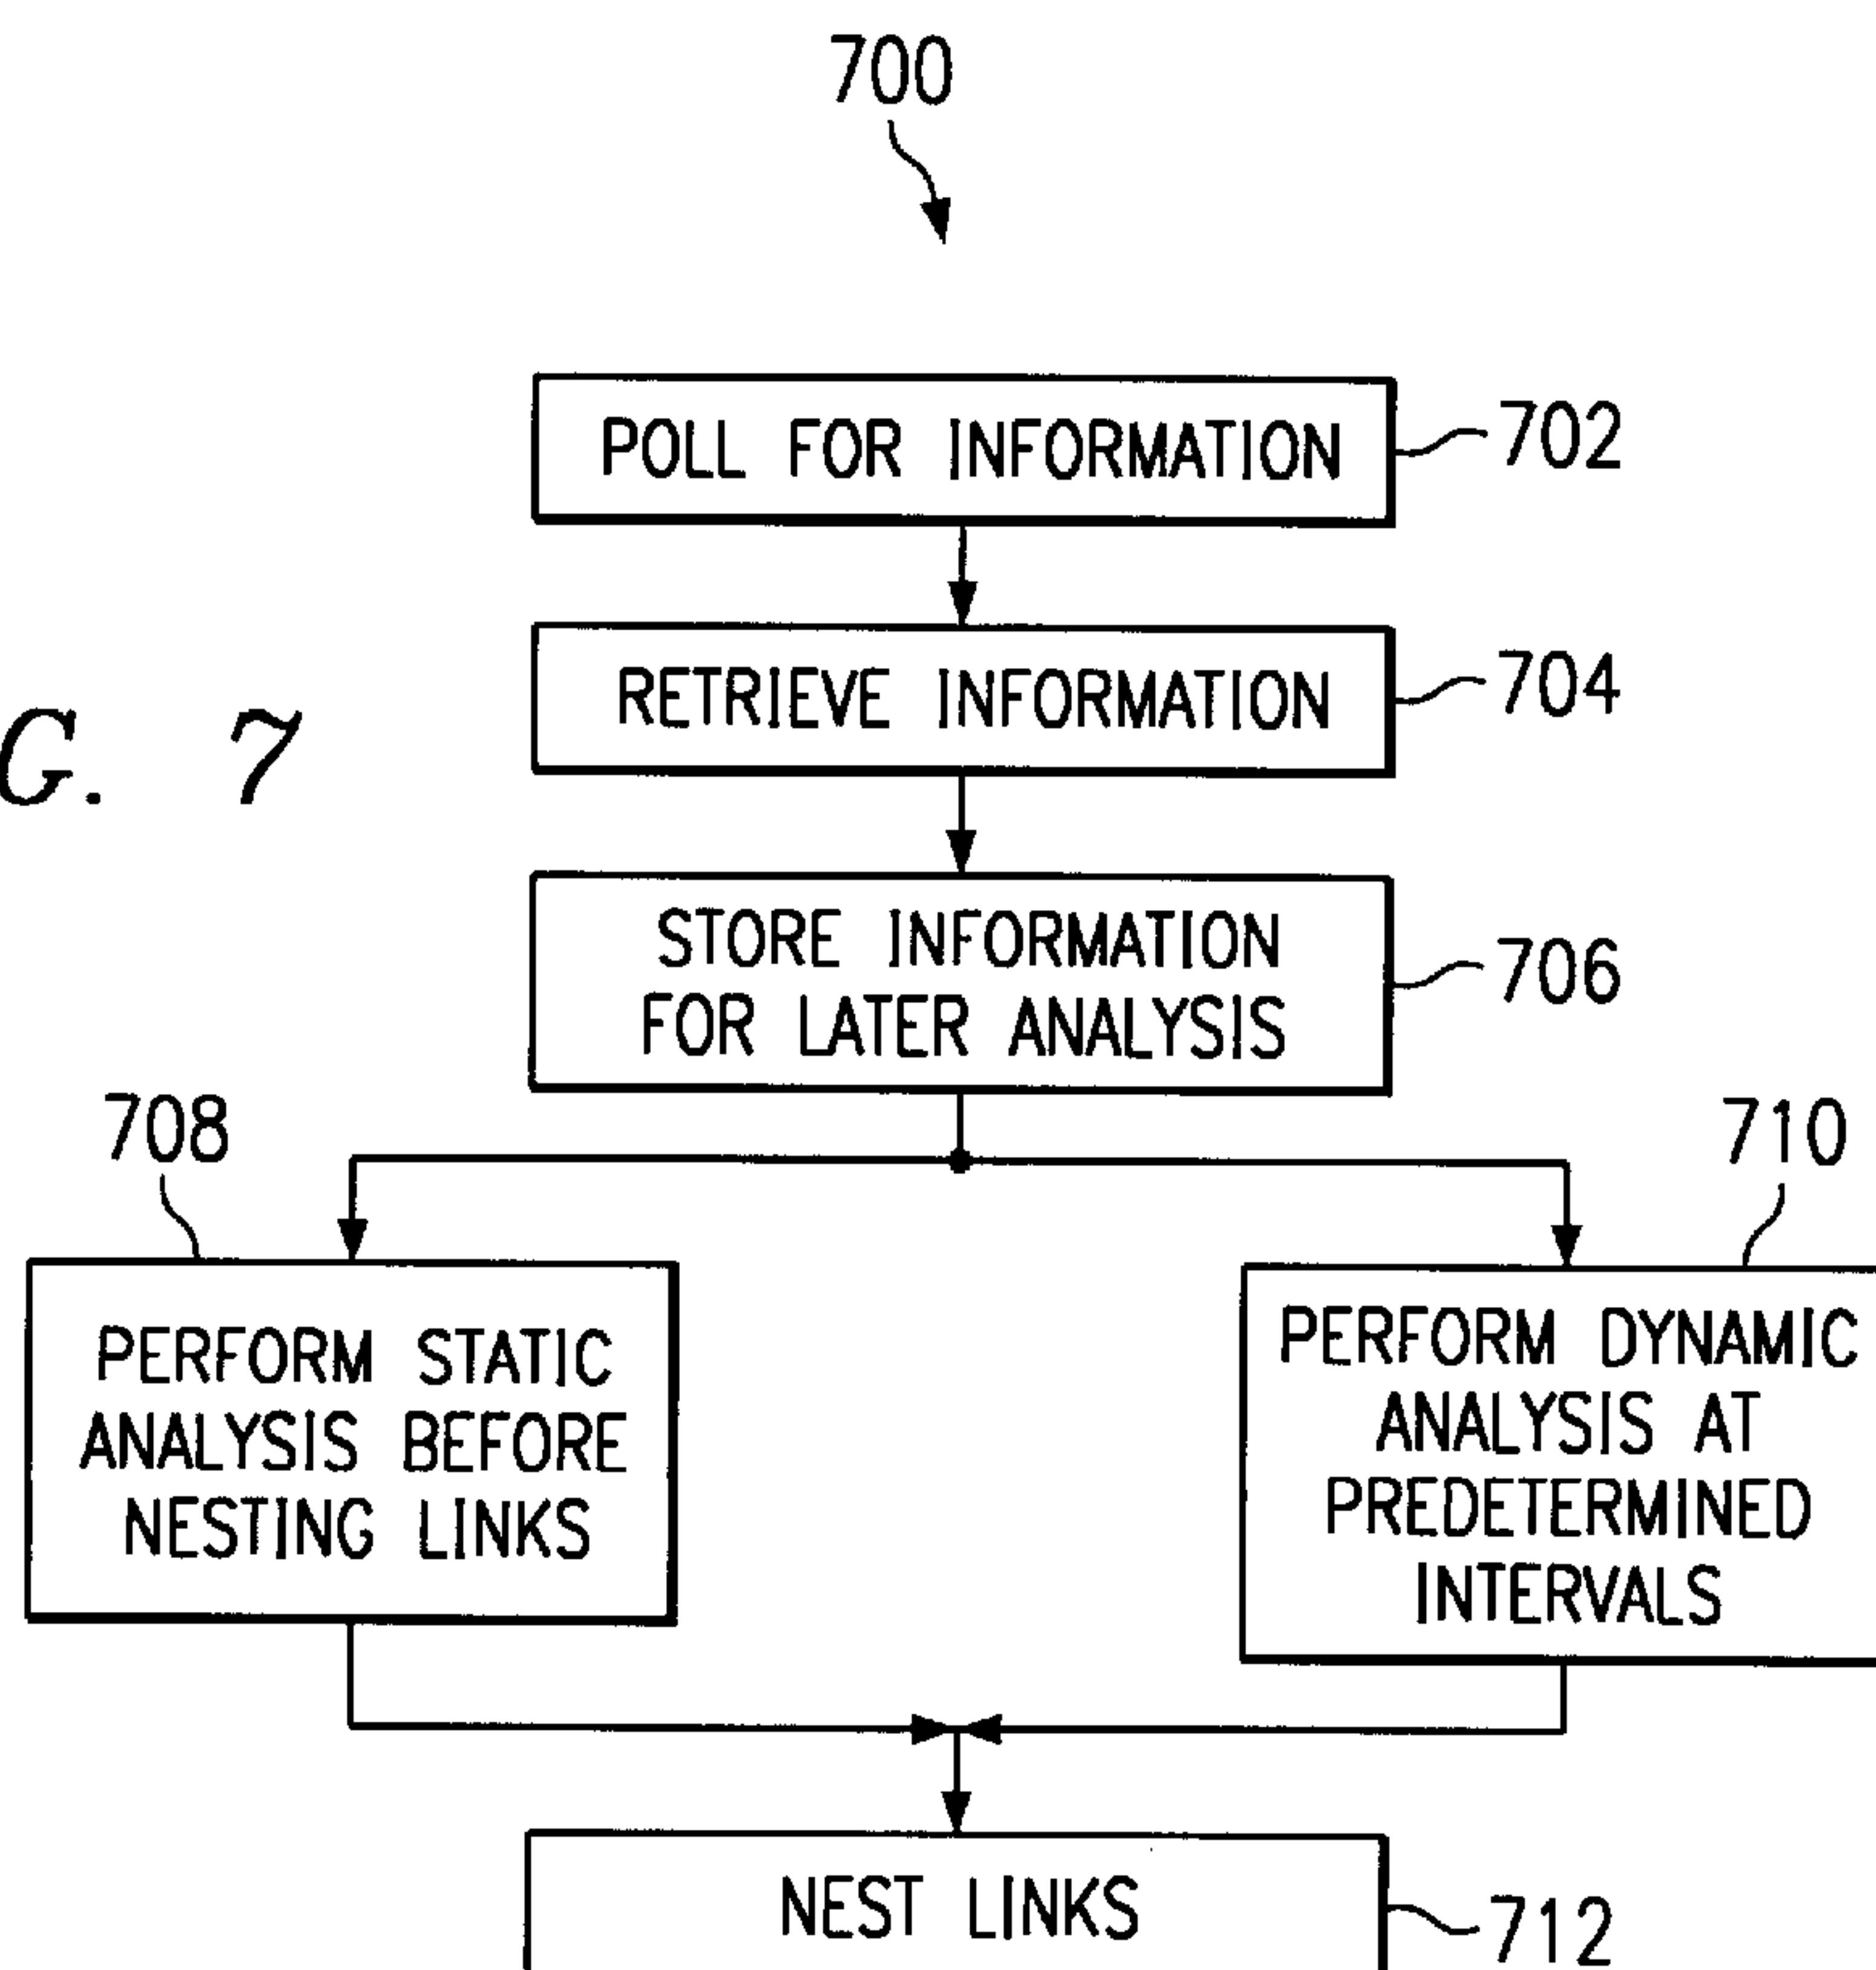 700
POLL FOR INFORMATION
702
RETRIEVE INFORMATION
704
G. 7
STORE INFORMATION
FOR LATER ANALYSIS
706
708
710
PERFORM STATIC
ANALYSIS BEFORE
NESTING LINKS
PERFORM DYNAMIC
ANALYSIS AT
PREDETERMINED
INTERVALS
NEST LINKS
712